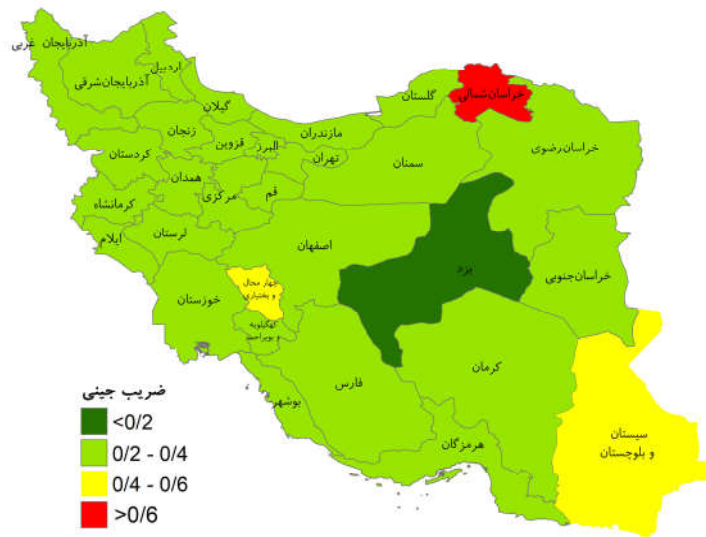 آذربایجان غربی
آذربایجان‌شرقی
اردبیل
گیلان
زنجان
قزوین
البرز
مازندران
تهران
گلستان
خراسان‌شمالی
خراسان‌رضوی
سمنان
کردستان
همدان
مرکزی
قم
کرمانشاه
ایلام
لرستان
اصفهان
یزد
خراسان‌جنوبی
خوزستان
چهار محال
و بختیاری
کهگیلویه
و بویراحمد
فارس
کرمان
بوشهر
هرمزگان
سیستان
و بلوچستان
ضریب جینی
<0/2
0/2 - 0/4
0/4 - 0/6
>0/6